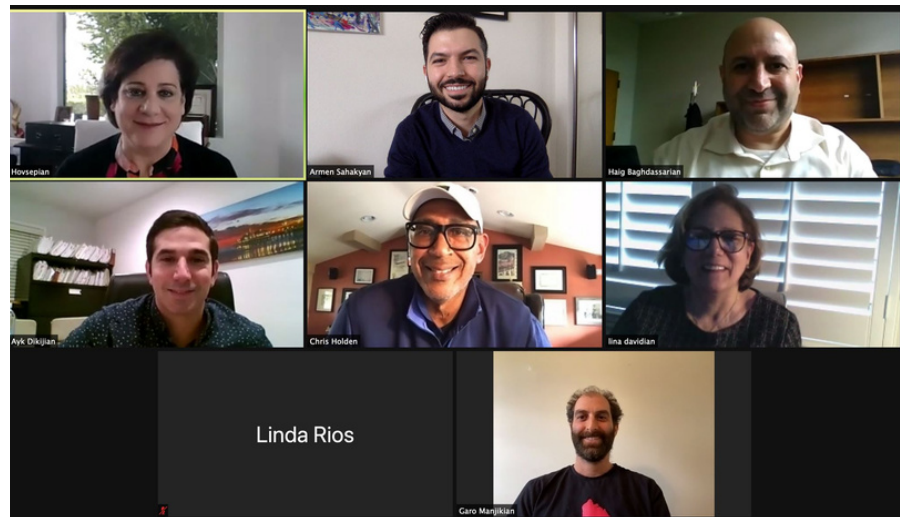 Hovsepian
Armen Sahakyan
Haig Baghdassarian
Ayk Dikijian
Chris Holden
lina davidian
Linda Rios
Garo Manjikian